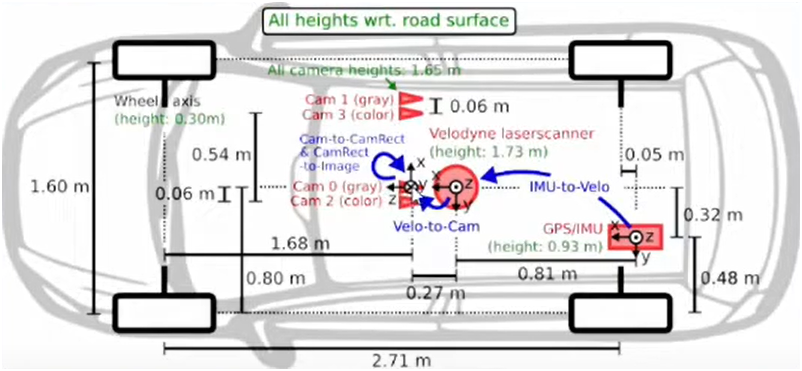 All heights wrt. road surface
All camera heights: 1.65 m
Wheel axis
(height: 0.30m)
Cam 1 (gray)
Cam 3 (color)
0.06 m
Velodyne laserscanner
(height: 1.73 m)
Cam-to-CamRect
& CamRect
-to-Image
0.54 m
0.05 m
x
1.60 m
0.06 m
Cam 0 (gray)
Cam 2 (color)
z
y
x
z
y
IMU-to-Velo
Velo-to-Cam
0.32 m
GPS/IMU
(height: 0.93 m)
x
z
y
1.68 m
0.80 m
0.27 m
0.81 m
0.48 m
2.71 m